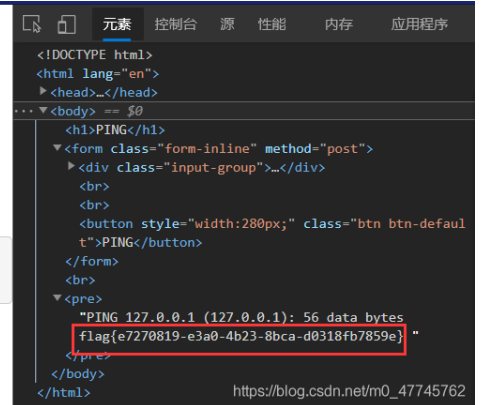 元素 控制台 源 性能 内存 应用程序
<!DOCTYPE html>
<html lang="en">
<head>…</head>
··· <body> == $0
<h1>PING</h1>
<form class="form-inline" method="post">
<div class="input-group">…</div>
<br>
<br>
<button style="width:280px;" class="btn btn-defaul
t">PING</button>
</form>
<br>
<pre>
"PING 127.0.0.1 (127.0.0.1): 56 data bytes
flag{e7270819-e3a0-4b23-8bca-d0318fb7859e} "
</pre>
</body>
</html>
https://blog.csdn.net/m0_47745762